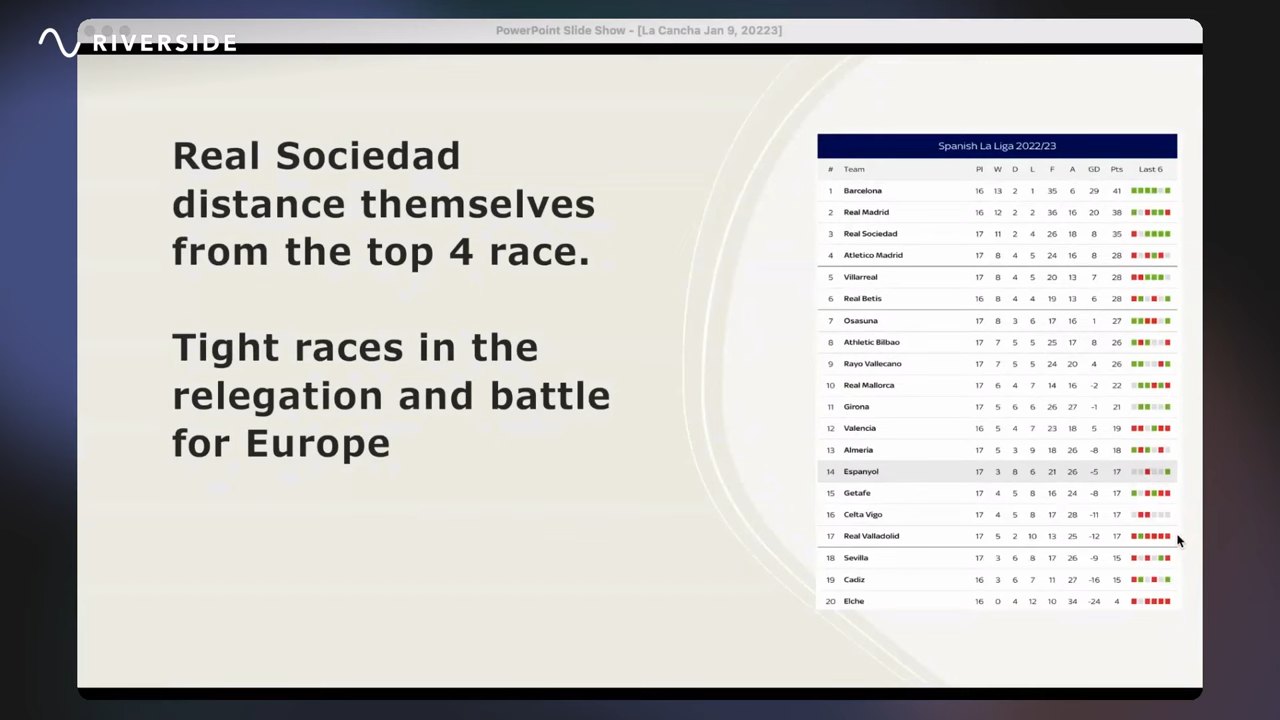 PowerPoint Slide Show - [La Cancha Jan 9, 20223]
RIVERSIDE
Real Sociedad
distance themselves
from the top 4 race.
Tight races in the
relegation and battle
for Europe
Spanish La Liga 2022/23
# Team Pl W D L F A GD Pts Last 6
1 Barcelona 16 13 2 1 35 6 29 41
2 Real Madrid 16 12 2 2 36 16 20 38
3 Real Sociedad 17 11 2 4 26 18 8 35
4 Atletico Madrid 17 8 4 5 24 16 8 28
5 Villarreal 17 8 4 5 20 13 7 28
6 Real Betis 16 8 4 4 19 13 6 28
7 Osasuna 17 8 3 6 17 16 1 27
8 Athletic Bilbao 17 7 5 5 25 17 8 26
9 Rayo Vallecano 17 7 5 5 24 20 4 26
10 Real Mallorca 17 6 4 7 14 16 -2 22
11 Girona 17 5 6 6 26 27 -1 21
12 Valencia 16 5 4 7 23 18 5 19
13 Almeria 17 5 3 9 18 26 -8 18
14 Espanyol 17 3 8 6 21 26 -5 17
15 Getafe 17 4 5 8 16 24 -8 17
16 Celta Vigo 17 4 5 8 17 28 -11 17
17 Real Valladolid 17 5 2 10 13 25 -12 17
18 Sevilla 17 3 6 8 17 26 -9 15
19 Cadiz 16 3 6 7 11 27 -16 15
20 Elche 16 0 4 12 10 34 -24 4